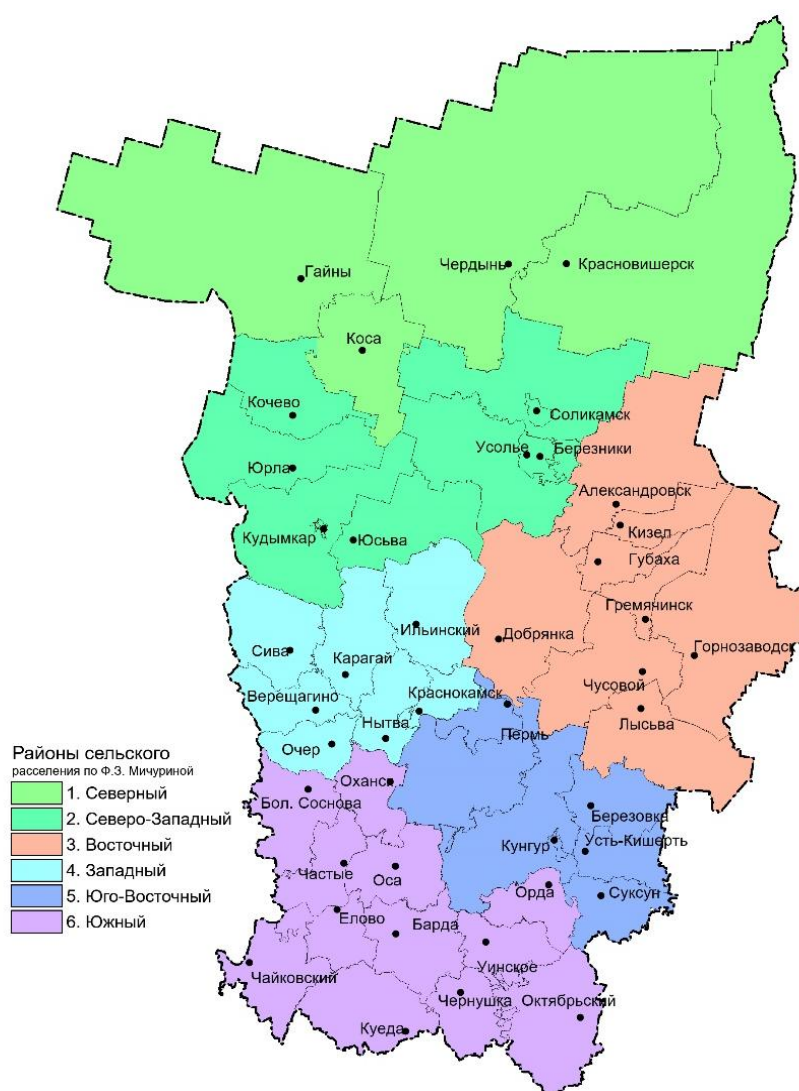 Гайны
Чердынь
Красновишерск
Коса
Кочево
Соликамск
Усолье
Березники
Юрла
Александровск
Кизел
Кудымкар
Юсьва
Губаха
Гремячинск
Ильинский
Добрянка
Сива
Горнозаводск
Карагай
Чусовой
Верещагино
Краснокамск
Лысьва
Нытва
Пермь
Очер
Районы сельского
расселения по Ф.З. Мичуриной
1. Северный
2. Северо-Западный
3. Восточный
4. Западный
5. Юго-Восточный
6. Южный
Оханск
Бол. Соснова
Березовка
Кунгур
Усть-Кишерть
Частые
Оса
Орда
Суксун
Елово
Барда
Уинское
Чайковский
Чернушка
Октябрьский
Куеда